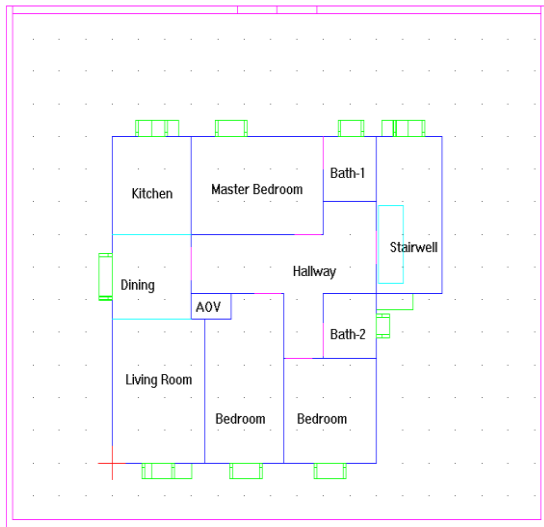 Bath-1
Kitchen
Master Bedroom
Stairwell
Hallway
Dining
AOV
Bath-2
Living Room
Bedroom
Bedroom